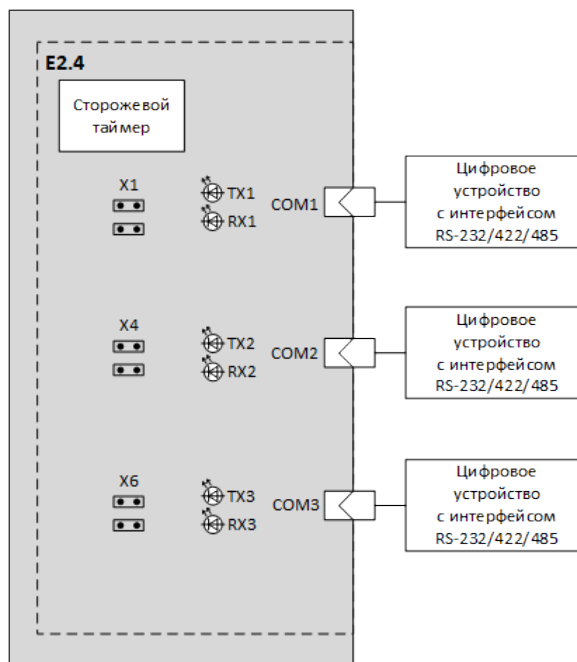 E2.4
Сторожевой
таймер
X1
TX1
RX1
COM1
Цифровое
устройство
с интерфейсом
RS-232/422/485
X4
TX2
RX2
COM2
Цифровое
устройство
с интерфейсом
RS-232/422/485
X6
TX3
RX3
COM3
Цифровое
устройство
с интерфейсом
RS-232/422/485